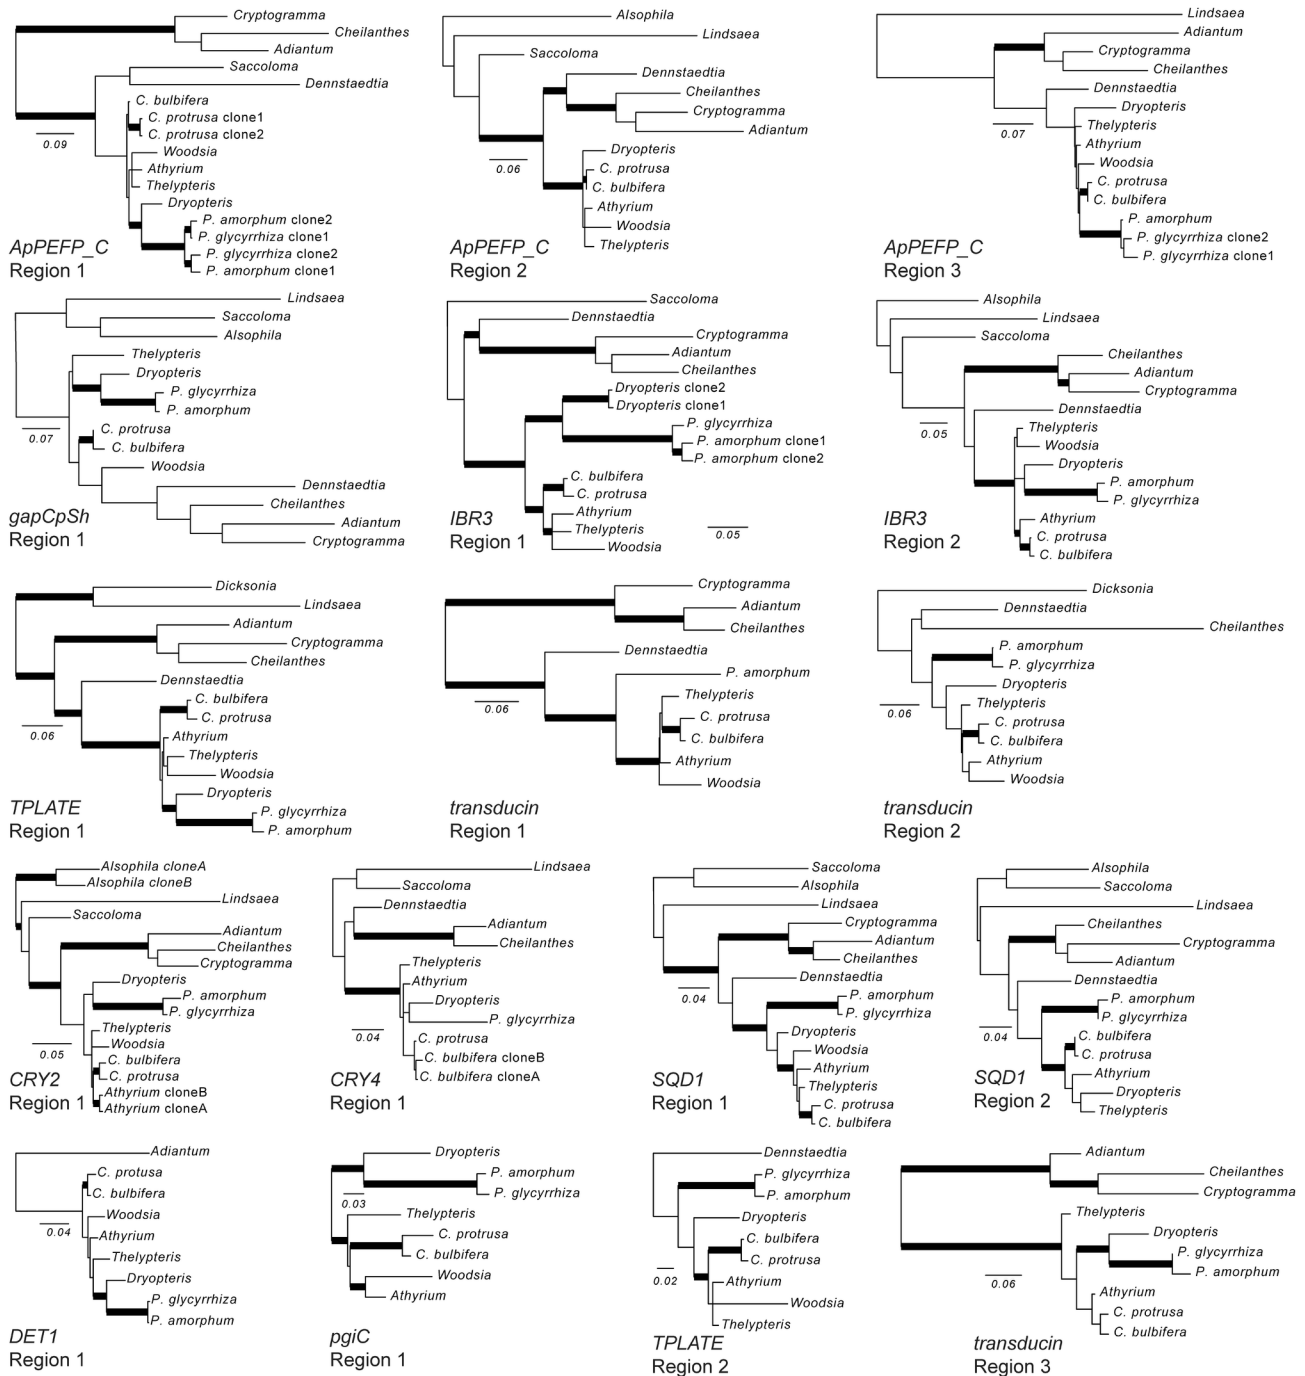 Cryptogramma
Cheilanthes
Adiantum
Saccoloma
Dennstaedtia
C. bulbifera
C. protrusa clone1
C. protrusa clone2
Woodsia
Athyrium
Thelypteris
Dryopteris
P. amorphum clone2
P. glycyrrhiza clone1
P. glycyrrhiza clone2
P. amorphum clone1
0.09
ApPEFP_C
Region 1
Alsophila
Lindsaea
Saccoloma
Dennstaedtia
Cheilanthes
Cryptogramma
Adiantum
Dryopteris
C. protrusa
C. bulbifera
Athyrium
Woodsia
Thelypteris
0.06
ApPEFP_C
Region 2
Lindsaea
Adiantum
Cryptogramma
Cheilanthes
Dennstaedtia
Dryopteris
Thelypteris
Athyrium
Woodsia
C. protrusa
C. bulbifera
P. amorphum
P. glycyrrhiza clone2
P. glycyrrhiza clone1
0.07
ApPEFP_C
Region 3
Lindsaea
Saccoloma
Alsophila
Thelypteris
Dryopteris
P. glycyrrhiza
P. amorphum
C. protrusa
C. bulbifera
Woodsia
Dennstaedtia
Cheilanthes
Adiantum
Cryptogramma
0.07
gapCpSh
Region 1
Saccoloma
Dennstaedtia
Cryptogramma
Adiantum
Cheilanthes
Dryopteris clone2
Dryopteris clone1
P. glycyrrhiza
P. amorphum clone1
P. amorphum clone2
C. bulbifera
C. protrusa
Athyrium
Thelypteris
Woodsia
0.05
IBR3
Region 1
Alsophila
Lindsaea
Saccoloma
Cheilanthes
Adiantum
Cryptogramma
Dennstaedtia
Thelypteris
Woodsia
Dryopteris
P. amorphum
P. glycyrrhiza
Athyrium
C. protrusa
C. bulbifera
0.05
IBR3
Region 2
Dicksonia
Lindsaea
Adiantum
Cryptogramma
Cheilanthes
Dennstaedtia
C. bulbifera
C. protrusa
Athyrium
Thelypteris
Woodsia
Dryopteris
P. glycyrrhiza
P. amorphum
0.06
TPLATE
Region 1
Cryptogramma
Adiantum
Cheilanthes
Dennstaedtia
P. amorphum
Thelypteris
C. protrusa
C. bulbifera
Athyrium
Woodsia
0.06
transducin
Region 1
Dicksonia
Dennstaedtia
Cheilanthes
P. amorphum
P. glycyrrhiza
Dryopteris
Thelypteris
C. protrusa
C. bulbifera
Athyrium
Woodsia
0.06
transducin
Region 2
Alsophila cloneA
Alsophila cloneB
Lindsaea
Saccoloma
Adiantum
Cheilanthes
Cryptogramma
Dryopteris
P. amorphum
P. glycyrrhiza
Thelypteris
Woodsia
C. bulbifera
C. protrusa
Athyrium cloneB
Athyrium cloneA
0.05
CRY2
Region 1
Lindsaea
Saccoloma
Dennstaedtia
Adiantum
Cheilanthes
Thelypteris
Athyrium
Dryopteris
P. glycyrrhiza
C. protrusa
C. bulbifera cloneB
C. bulbifera cloneA
0.04
CRY4
Region 1
Saccoloma
Alsophila
Lindsaea
Cryptogramma
Adiantum
Cheilanthes
Dennstaedtia
P. amorphum
P. glycyrrhiza
Dryopteris
Woodsia
Athyrium
Thelypteris
C. protrusa
C. bulbifera
0.04
SQD1
Region 1
Alsophila
Saccoloma
Lindsaea
Cheilanthes
Cryptogramma
Adiantum
Dennstaedtia
P. amorphum
P. glycyrrhiza
C. bulbifera
C. protrusa
Athyrium
Dryopteris
Thelypteris
0.04
SQD1
Region 2
Adiantum
C. protusa
C. bulbifera
Woodsia
Athyrium
Thelypteris
Dryopteris
P. glycyrrhiza
P. amorphum
0.04
DET1
Region 1
Dryopteris
P. amorphum
P. glycyrrhiza
Thelypteris
C. protrusa
C. bulbifera
Woodsia
Athyrium
0.03
pgiC
Region 1
Dennstaedtia
P. glycyrrhiza
P. amorphum
Dryopteris
C. bulbifera
C. protrusa
Athyrium
Woodsia
Thelypteris
0.02
TPLATE
Region 2
Adiantum
Cheilanthes
Cryptogramma
Thelypteris
Dryopteris
P. glycyrrhiza
P. amorphum
Athyrium
C. protrusa
C. bulbifera
0.06
transducin
Region 3